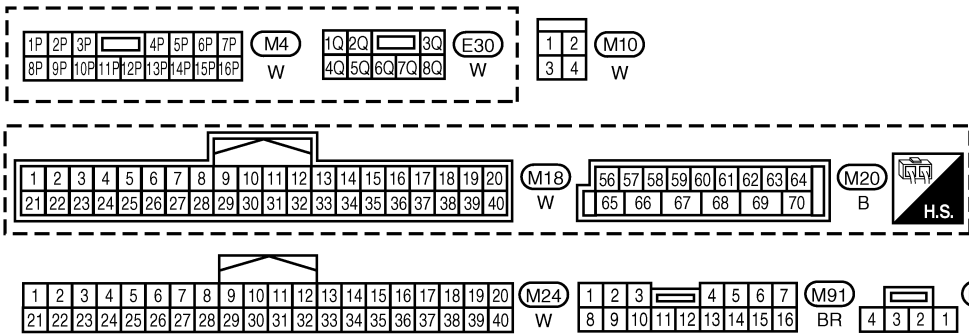 1P 2P 3P 4P 5P 6P 7P
8P 9P 10P 11P 12P 13P 14P 15P 16P
M4
W
1Q 2Q 3Q
4Q 5Q 6Q 7Q 8Q
E30
W
1 2
3 4
M10
W
1 2 3 4 5 6 7 8 9 10 11 12 13 14 15 16 17 18 19 20
21 22 23 24 25 26 27 28 29 30 31 32 33 34 35 36 37 38 39 40
M18
W
56 57 58 59 60 61 62 63 64
65 66 67 68 69 70
M20
B
H.S.
1 2 3 4 5 6 7 8 9 10 11 12 13 14 15 16 17 18 19 20
21 22 23 24 25 26 27 28 29 30 31 32 33 34 35 36 37 38 39 40
M24
W
1 2 3 4 5 6 7
8 9 10 11 12 13 14 15 16
M91
BR
4 3 2 1